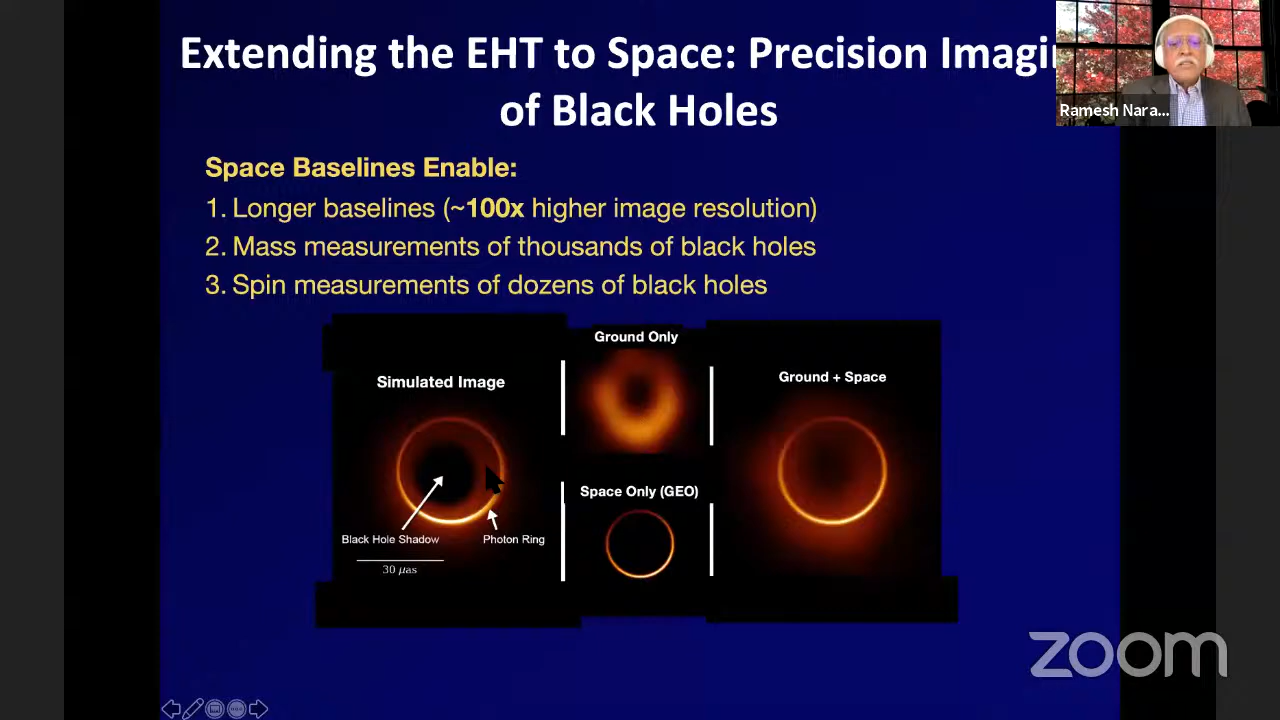 Extending the EHT to Space: Precision Imagin
of Black Holes
Ramesh Nara...
Space Baselines Enable:
1. Longer baselines (~100x higher image resolution)
2. Mass measurements of thousands of black holes
3. Spin measurements of dozens of black holes
Simulated Image
Black Hole Shadow
Photon Ring
30 μas
Ground Only
Space Only (GEO)
Ground + Space
zoom